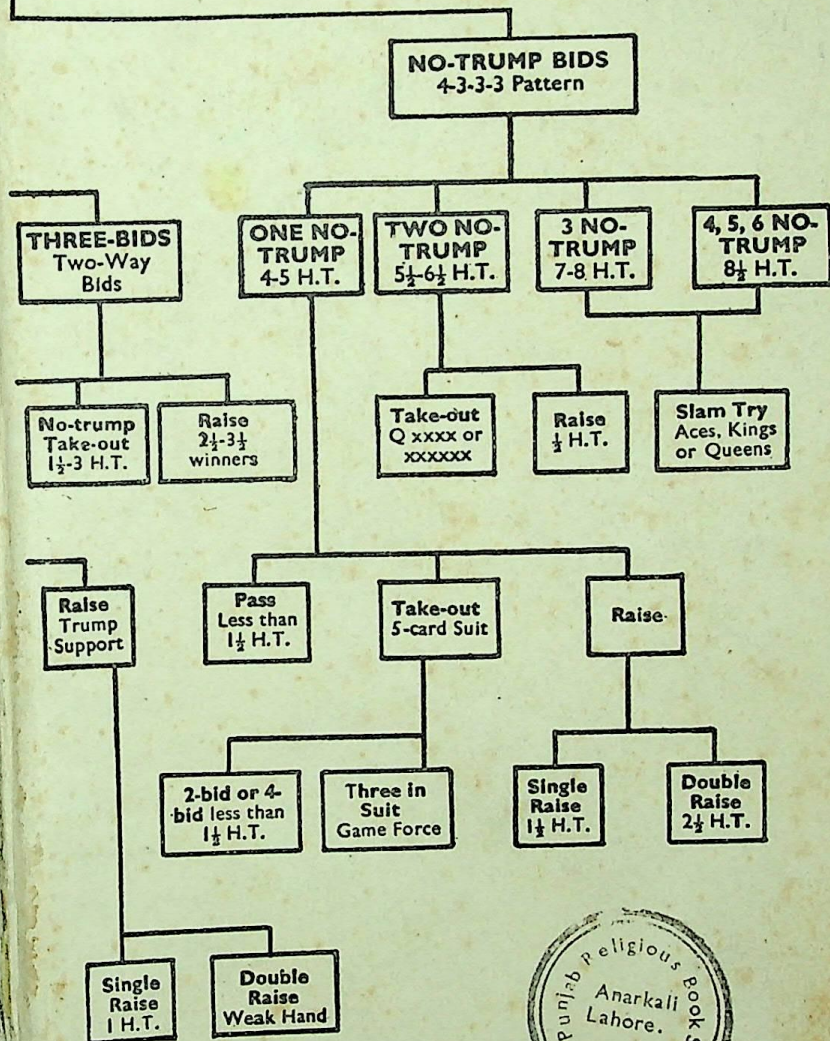 NO-TRUMP BIDS
4-3-3-3 Pattern
THREE-BIDS
Two-Way
Bids
ONE NO-
TRUMP
4-5 H.T.
TWO NO-
TRUMP
5½-6½ H.T.
3 NO-
TRUMP
7-8 H.T.
4, 5, 6 NO-
TRUMP
8½ H.T.
No-trump
Take-out
1½-3 H.T.
Raise
2½-3½
winners
Take-out
Q xxxx or
xxxxxx
Raise
½ H.T.
Slam Try
Aces, Kings
or Queens
Raise
Trump
Support
Pass
Less than
1½ H.T.
Take-out
5-card Suit
Raise
2-bid or 4-
bid less than
1½ H.T.
Three in
Suit
Game Force
Single
Raise
1½ H.T.
Double
Raise
2½ H.T.
Single
Raise
1 H.T.
Double
Raise
Weak Hand
Punjab Religious Book
Anarkali
Lahore.